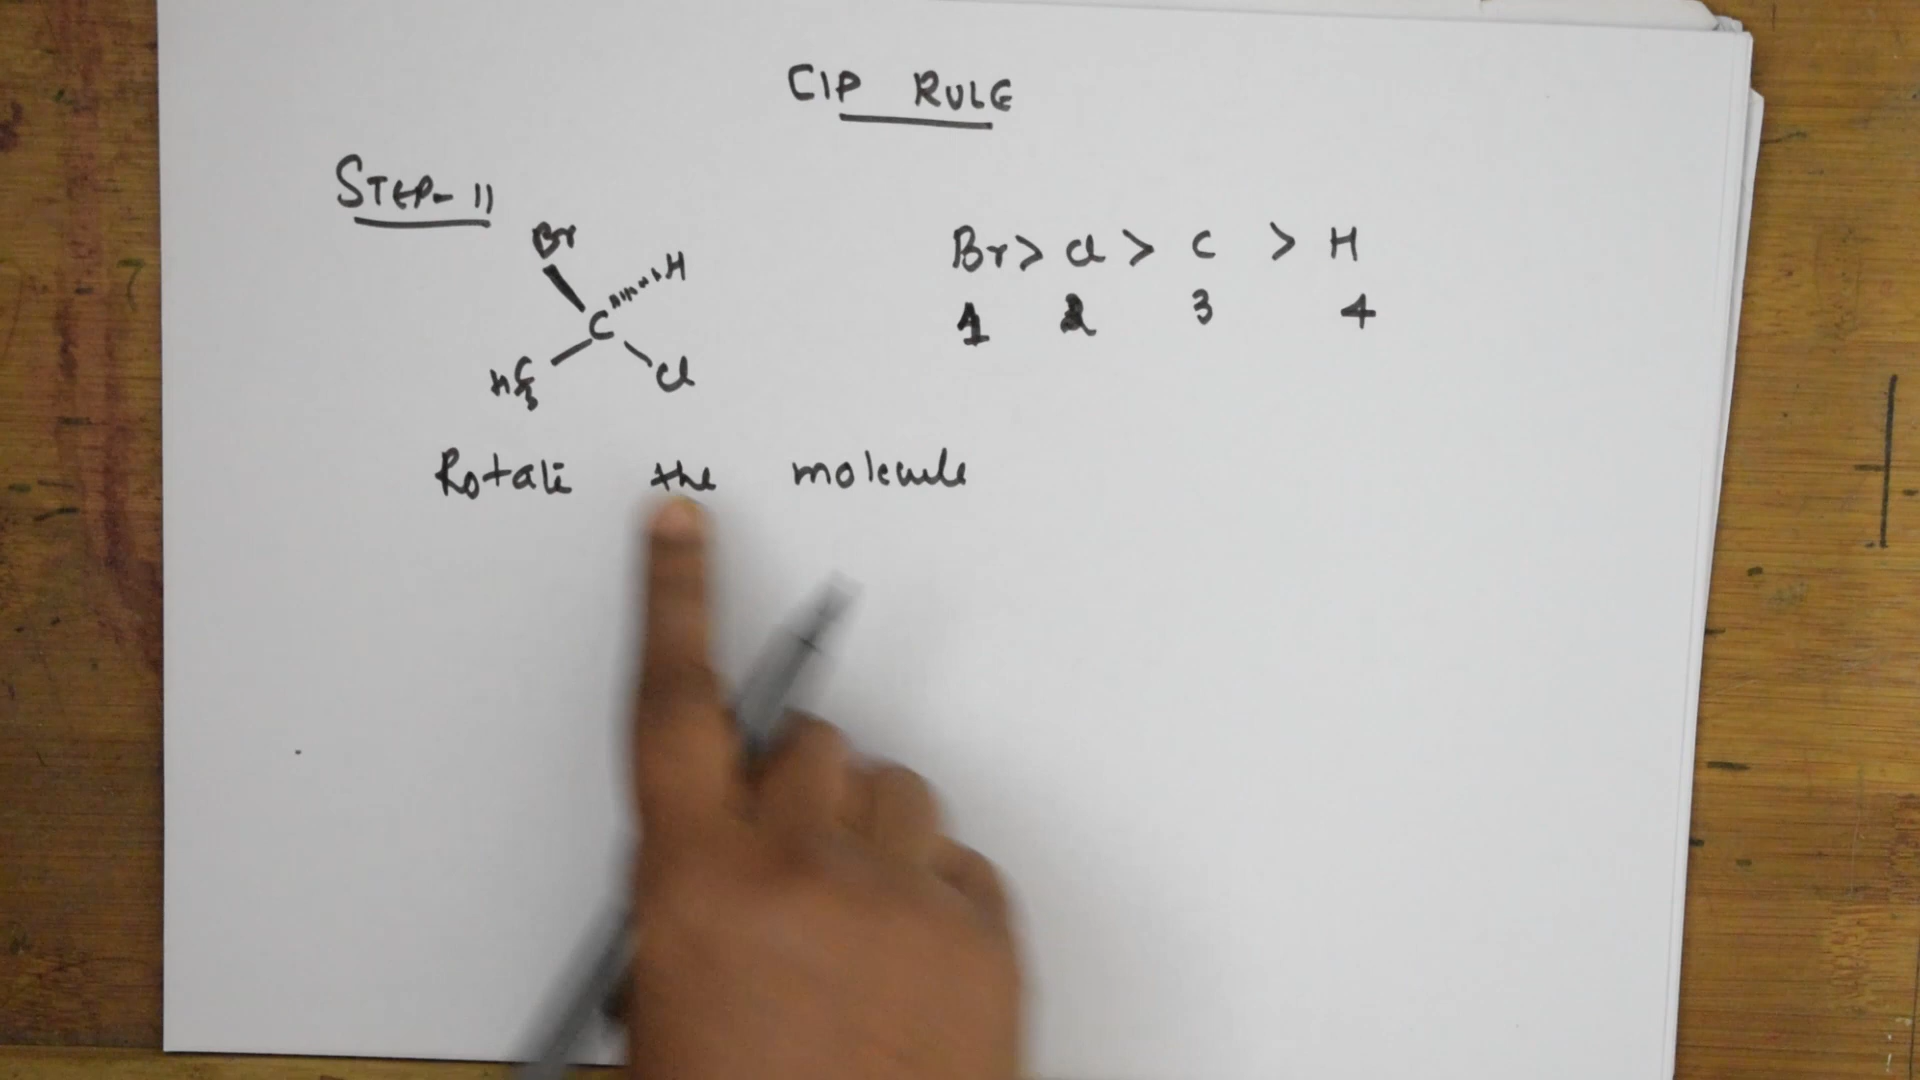 CIP RULE
STEP-II
Br
H
Br > Cl > C > H
C
1 2 3 4
H3C
Cl
Rotate the molecule